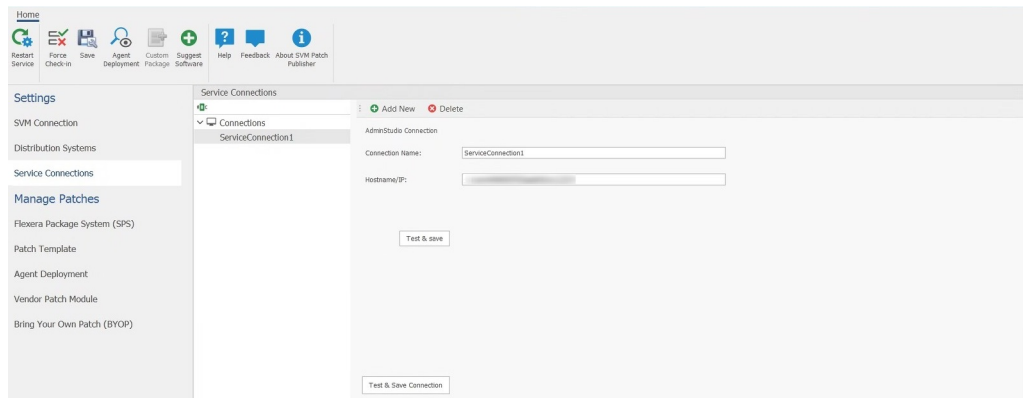 Home
Restart Service
Force Check-in
Save
Agent Deployment
Custom Package
Suggest Software
Help
Feedback
About SVM Patch Publisher
Settings
SVM Connection
Distribution Systems
Service Connections
Manage Patches
Flexera Package System (SPS)
Patch Template
Agent Deployment
Vendor Patch Module
Bring Your Own Patch (BYOP)
Service Connections
Connections
ServiceConnection1
Add New
Delete
AdminStudio Connection
Connection Name:
ServiceConnection1
Hostname/IP:
Test & save
Test & Save Connection